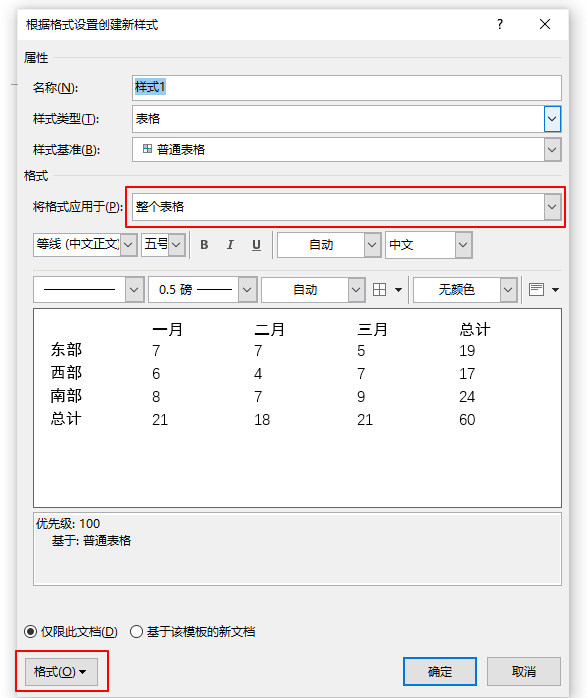 根据格式设置创建新样式 ?
属性
名称(N): 样式1
样式类型(T): 表格
样式基准(B): 普通表格
格式
将格式应用于(P): 整个表格
等线 (中文正文) 五号 B I U 自动 中文
0.5 磅 自动 无颜色
一月 二月 三月 总计
东部 7 7 5 19
西部 6 4 7 17
南部 8 7 9 24
总计 21 18 21 60
优先级: 100
基于: 普通表格
仅限此文档(D) 基于该模板的新文档
格式(O) 确定 取消